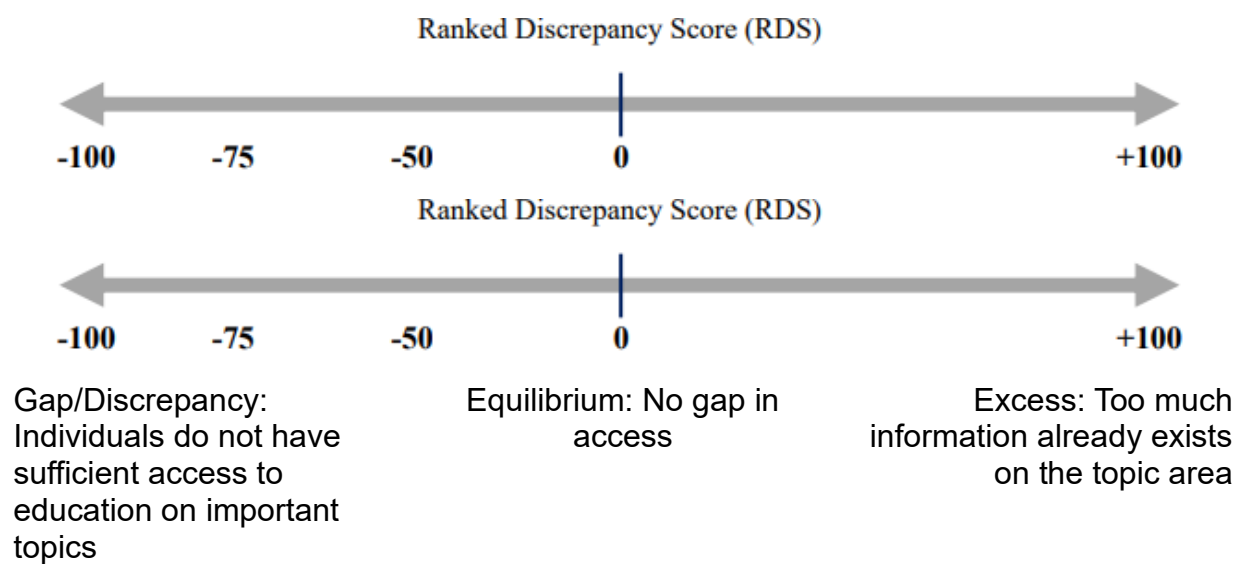 Ranked Discrepancy Score (RDS)
-100 -75 -50 0 +100
Ranked Discrepancy Score (RDS)
-100 -75 -50 0 +100
Gap/Discrepancy:
Individuals do not have
sufficient access to
education on important
topics
Equilibrium: No gap in
access
Excess: Too much
information already exists
on the topic area